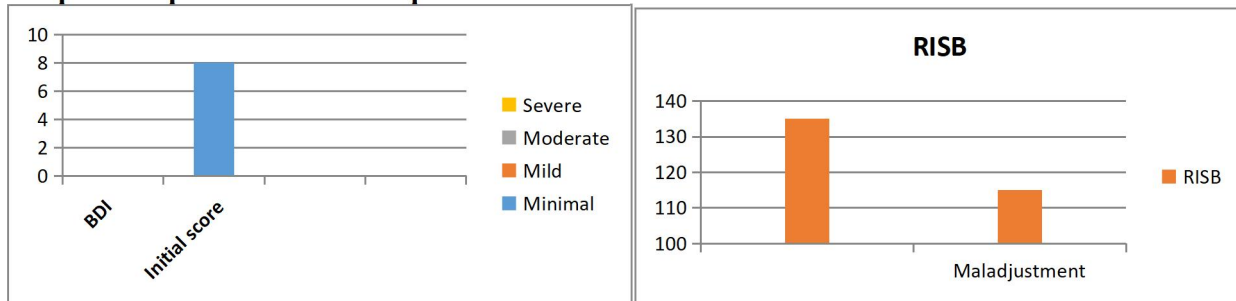 10
8
6
4
2
0
BDI
Initial score
Severe
Moderate
Mild
Minimal
RISB
140
130
120
110
100
Maladjustment
RISB